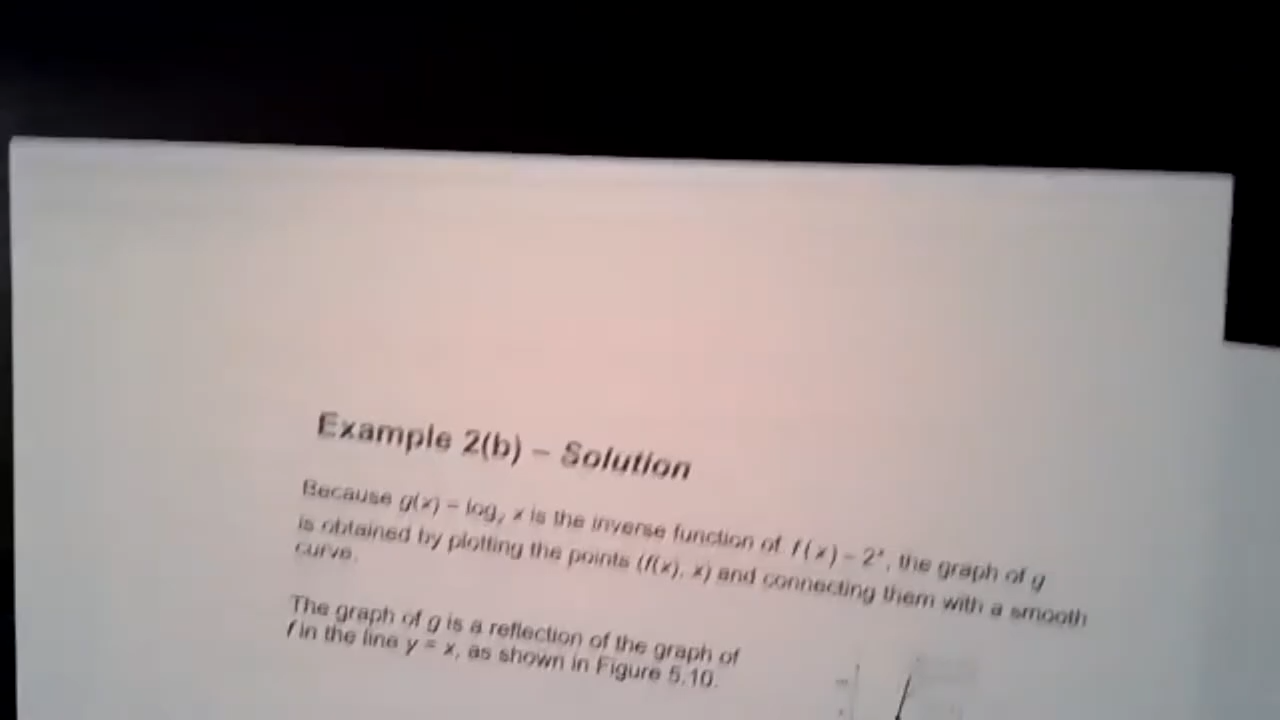 Example 2(b) – Solution
Because g(x) = log₂ x is the inverse function of f(x) = 2ˣ, the graph of g
is obtained by plotting the points (f(x), x) and connecting them with a smooth
curve.
The graph of g is a reflection of the graph of
f in the line y = x, as shown in Figure 5.10.